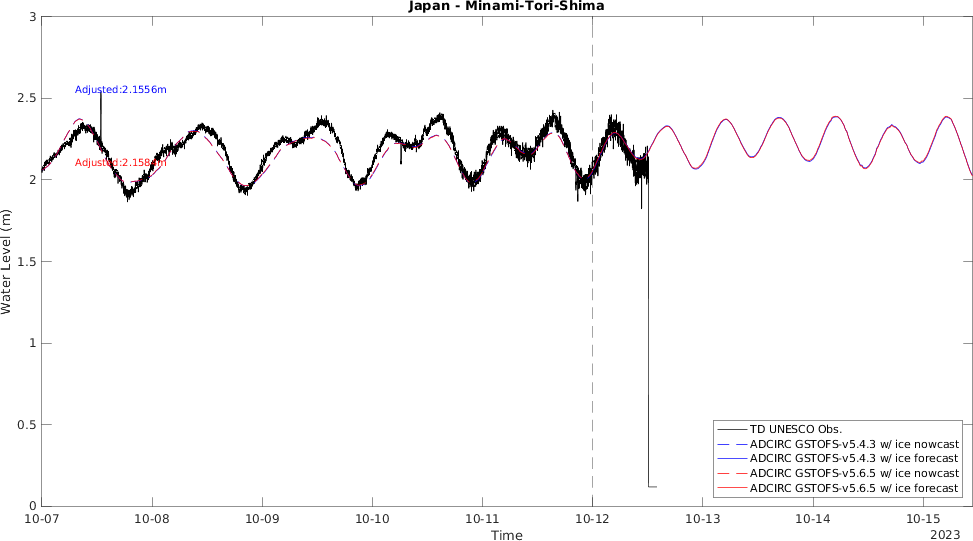 Japan - Minami-Tori-Shima
3
2.5
2
1.5
1
0.5
0
Water Level (m)
Adjusted:2.1556m
10-07
10-08
10-09
10-10
10-11
10-12
10-13
10-14
10-15
Time
2023
TD UNESCO Obs.
ADCIRC GSTOFS-v5.4.3 w/ ice nowcast
ADCIRC GSTOFS-v5.4.3 w/ ice forecast
ADCIRC GSTOFS-v5.6.5 w/ ice nowcast
ADCIRC GSTOFS-v5.6.5 w/ ice forecast